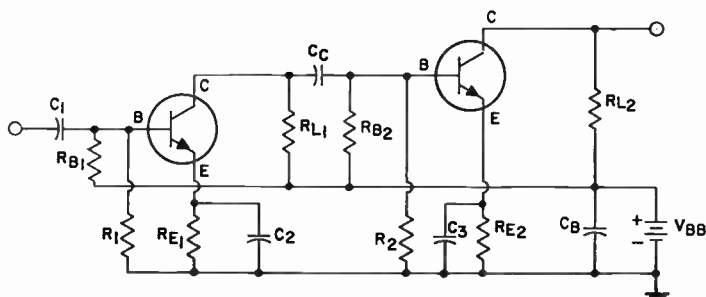 C
C
CC
B
B
C1
E
RL1
RB2
RL2
RB1
E
R1
RE1
C2
R2
C3
RE2
CB
+
−
VBB